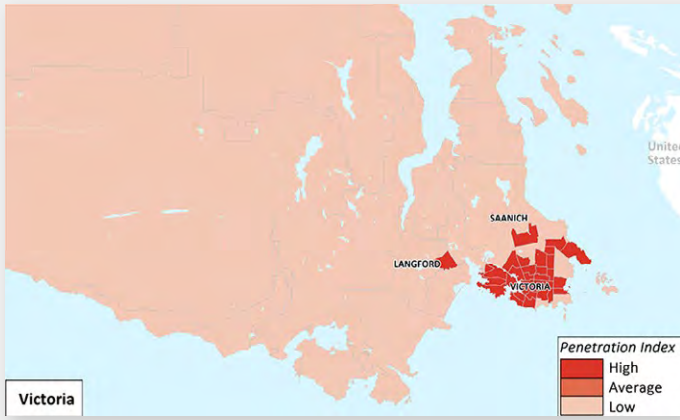 United
States
SAANICH
LANGFORD
VICTORIA
Penetration Index
High
Average
Low
Victoria